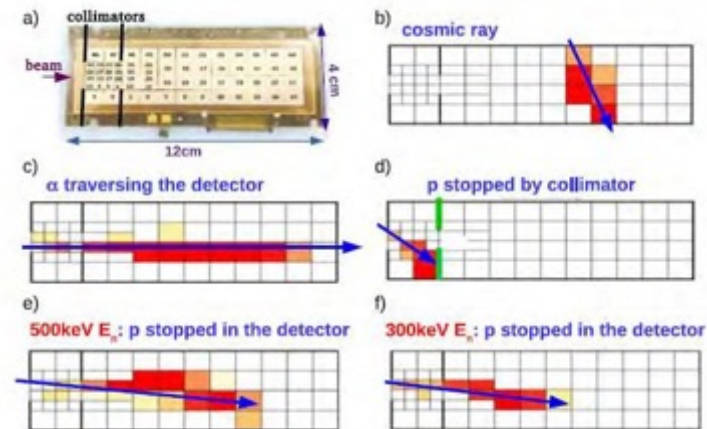 a)
collimators
beam
4 cm
12cm
b)
cosmic ray
c)
α traversing the detector
d)
p stopped by collimator
e)
500keV Eₙ: p stopped in the detector
f)
300keV Eₙ: p stopped in the detector